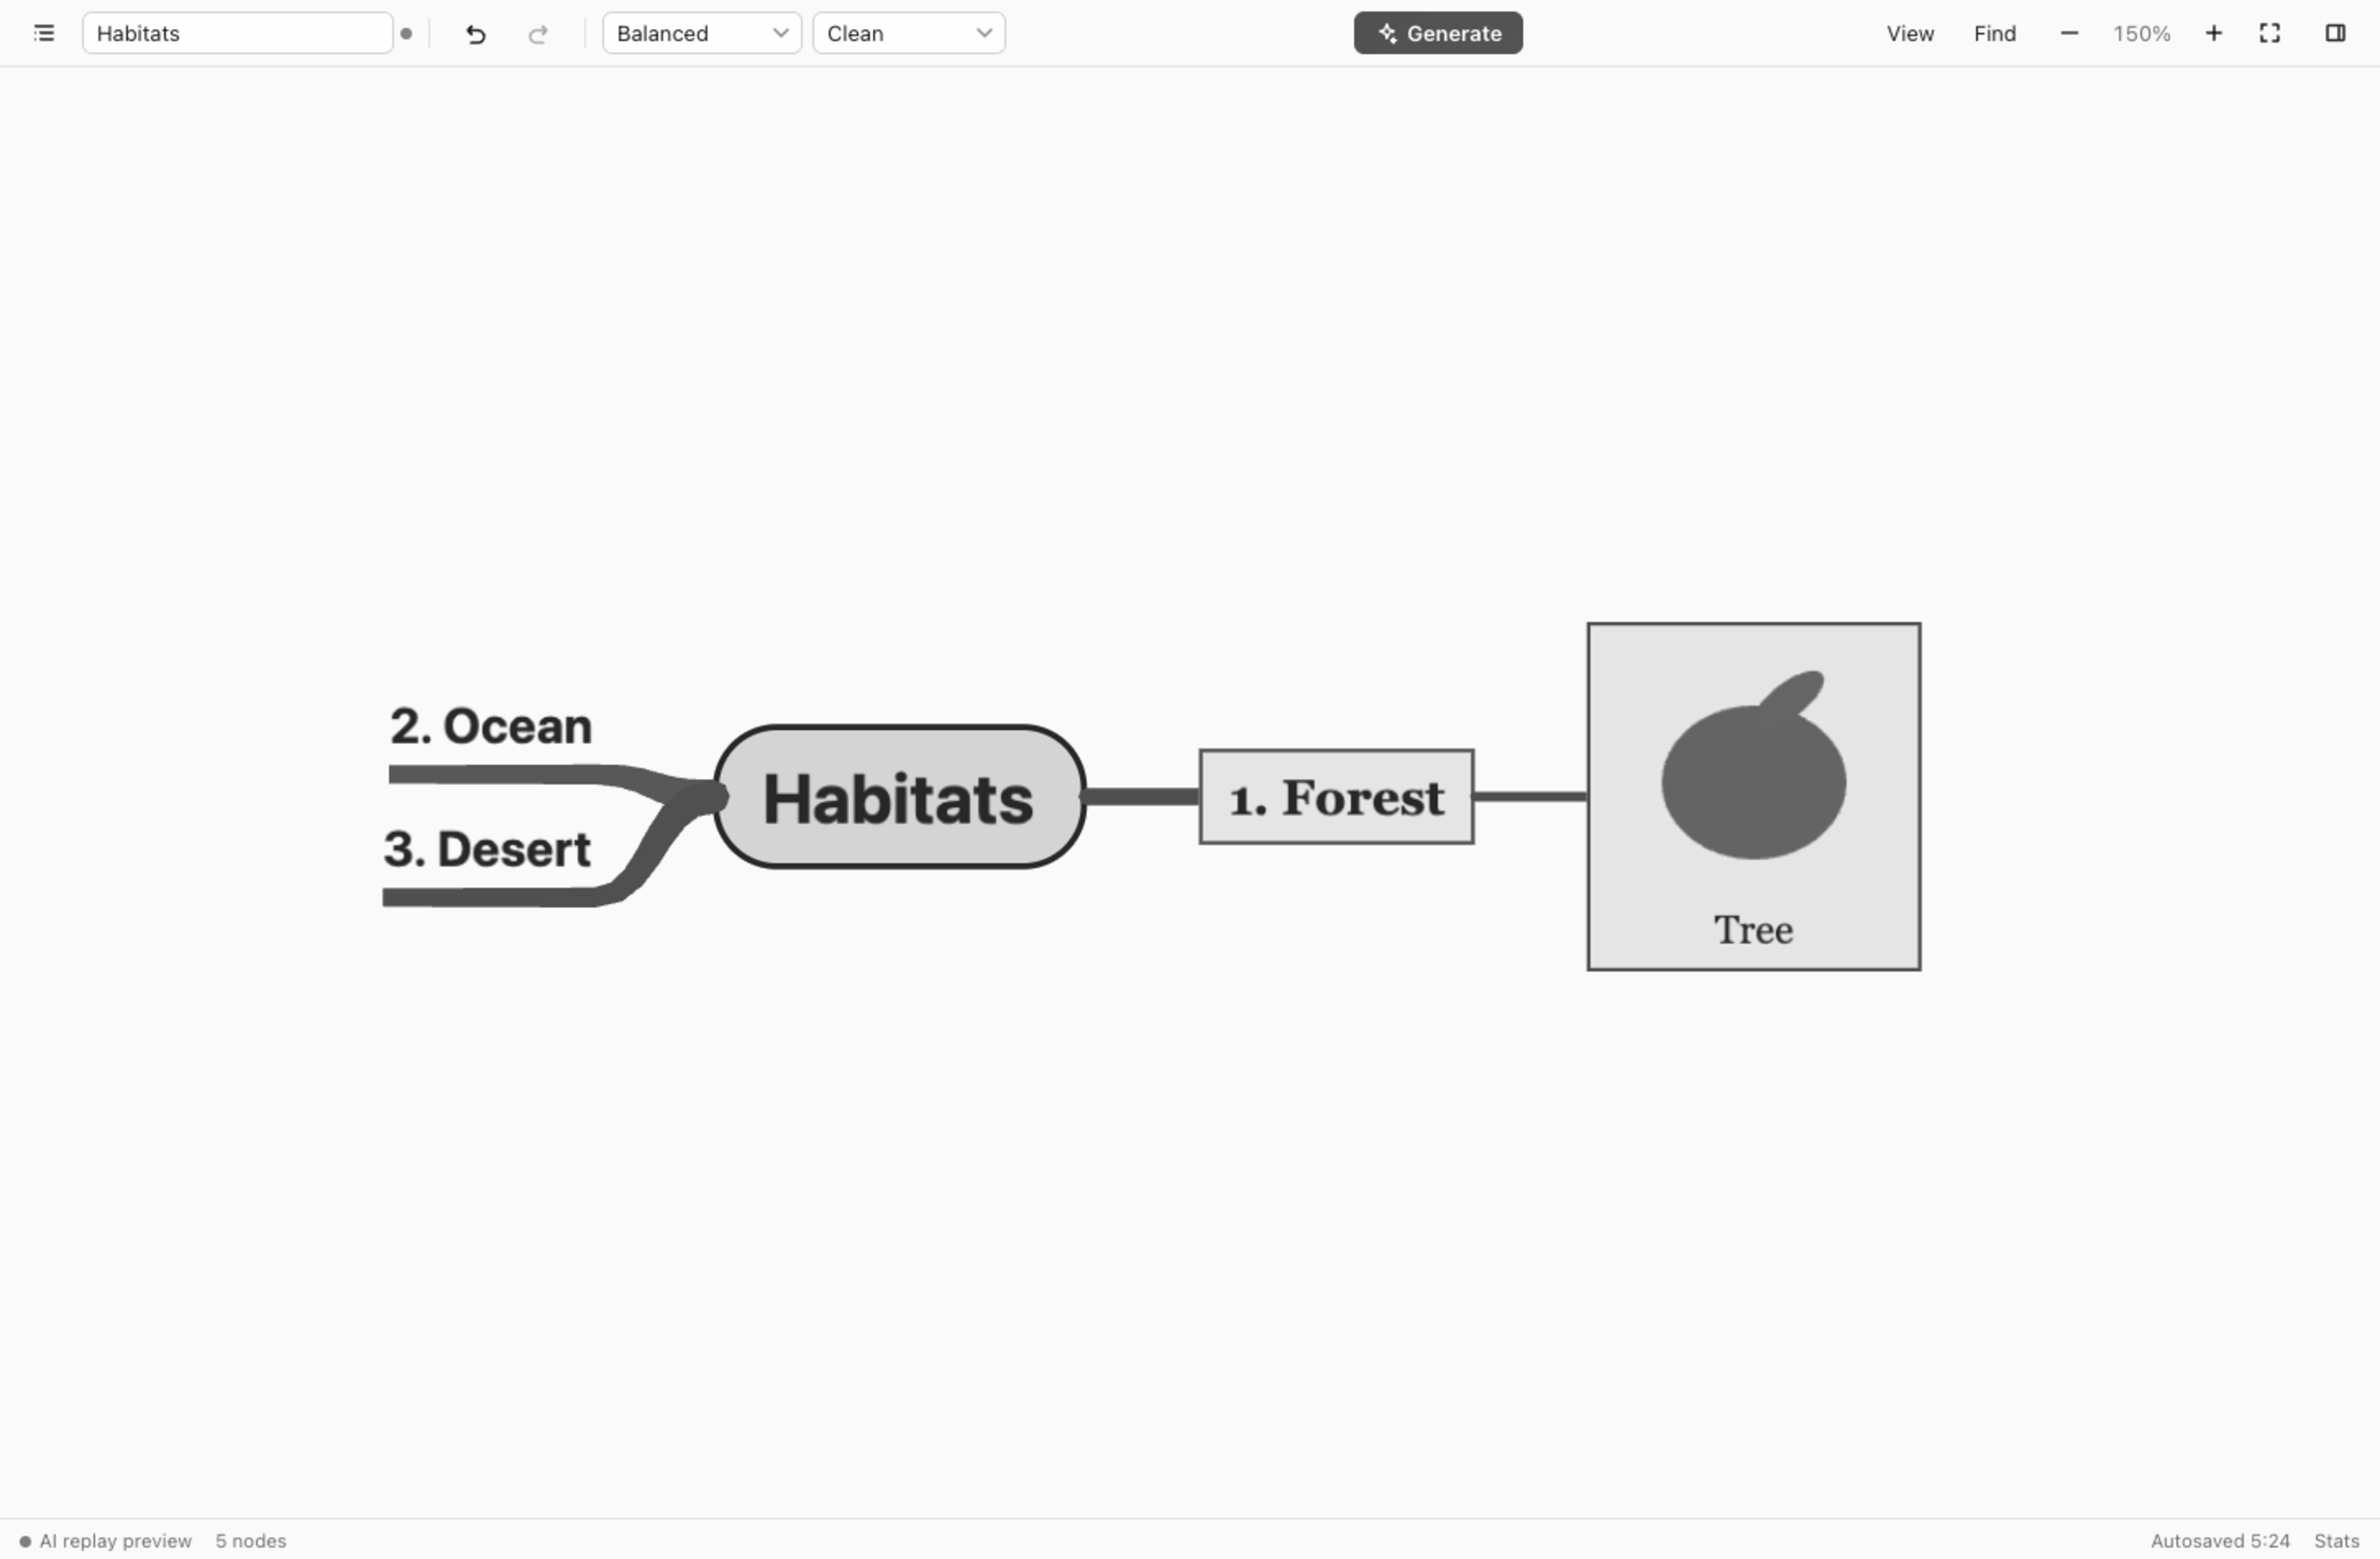 Habitats
Balanced
Clean
Generate
View
Find
150%
2. Ocean
3. Desert
Habitats
1. Forest
Tree
AI replay preview
5 nodes
Autosaved 5:24
Stats